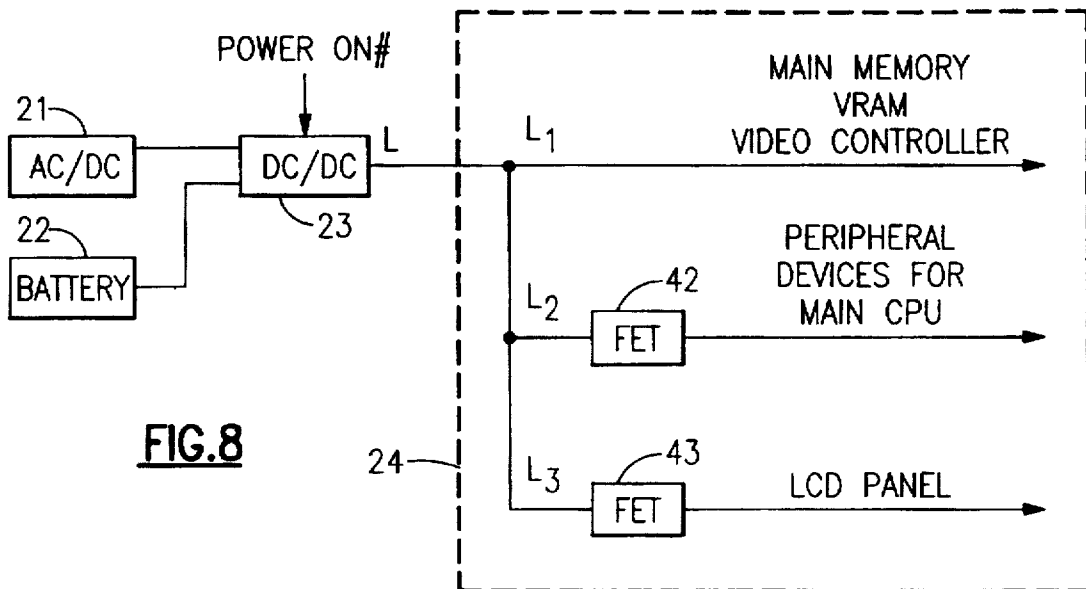 POWER ON#
21
AC/DC
22
BATTERY
DC/DC
23
L
L1
MAIN MEMORY
VRAM
VIDEO CONTROLLER
L2
42
FET
PERIPHERAL
DEVICES FOR
MAIN CPU
24
L3
43
FET
LCD PANEL
FIG.8